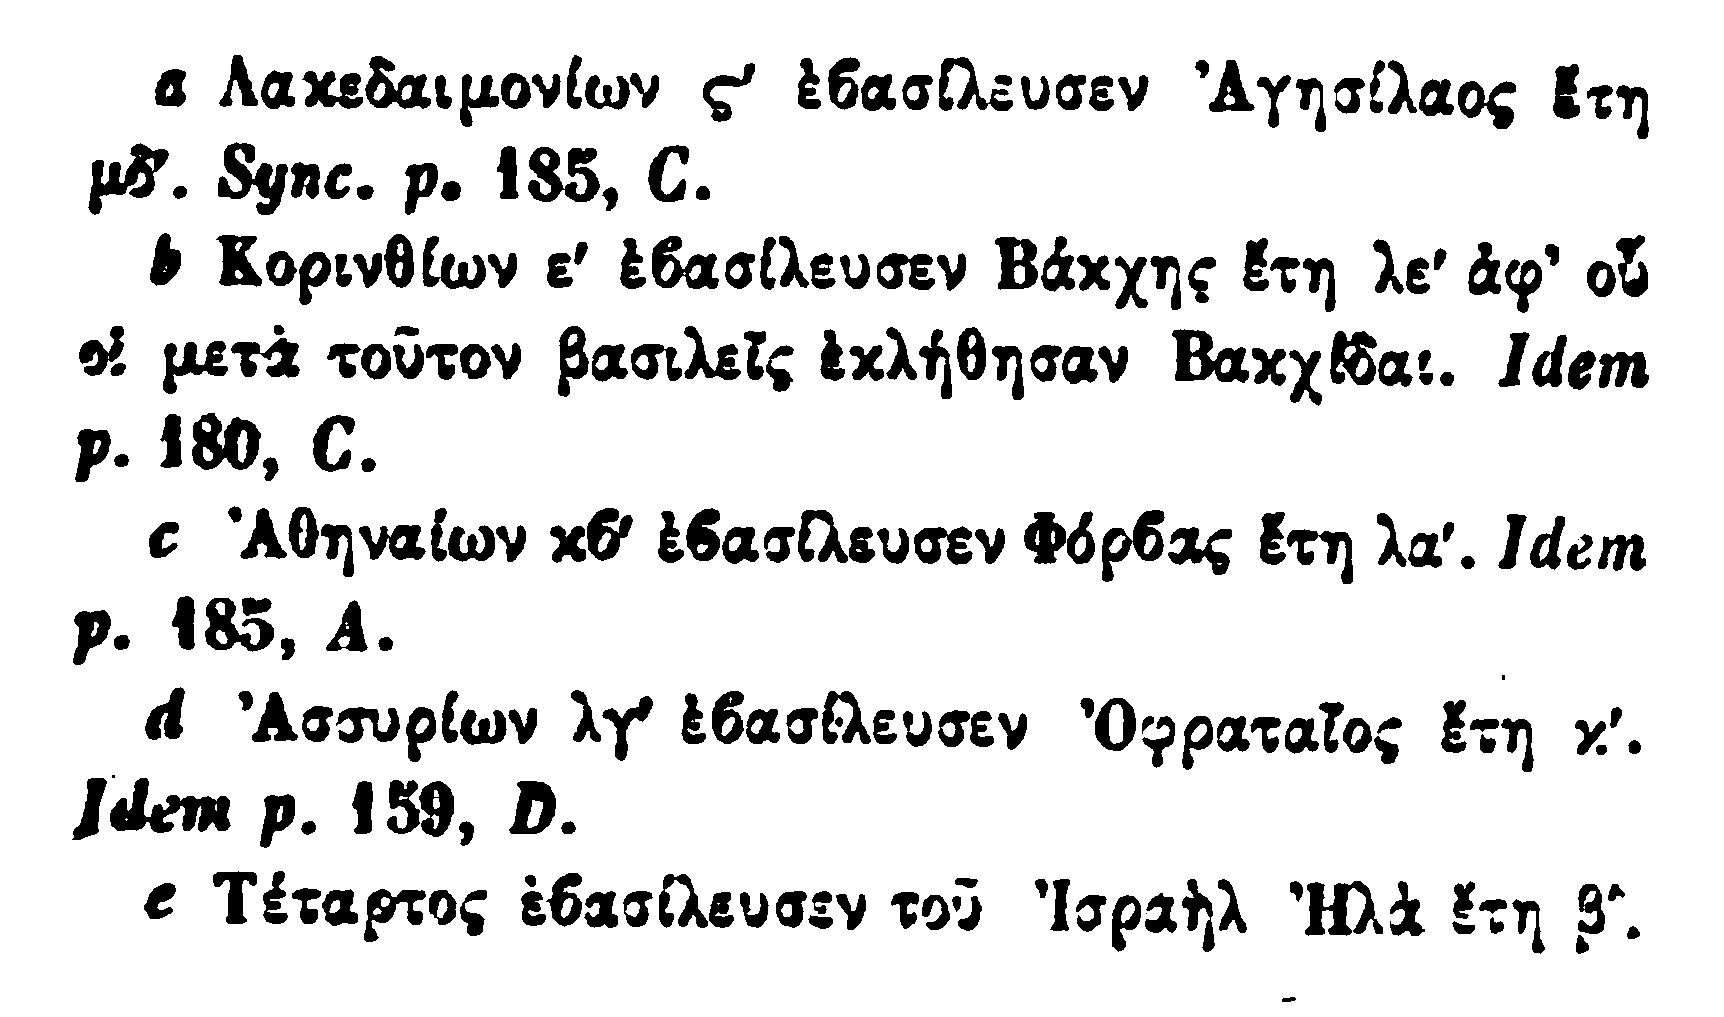 a Λακεδαιμονίων ς′ ἐϐασίλευσεν Ἀγησίλαος ἔτη
μδ′. Sync. p. 185, C.
b Κορινθίων ε′ ἐϐασίλευσεν Βάκχης ἔτη λε′ ἀφ’ οὗ
οἱ μετὰ τοῦτον βασιλεῖς ἐκλήθησαν Βακχίδαι. Idem
p. 180, C.
c Ἀθηναίων κϐ′ ἐϐασίλευσεν Φόρϐας ἔτη λα′. Idem
p. 185, A.
d Ἀσσυρίων λγ′ ἐϐασίλευσεν Ὀφραταῖος ἔτη κ′.
Idem p. 159, D.
e Τέταρτος ἐϐασίλευσεν τοῦ Ἰσραὴλ Ἠλὰ ἔτη β′.